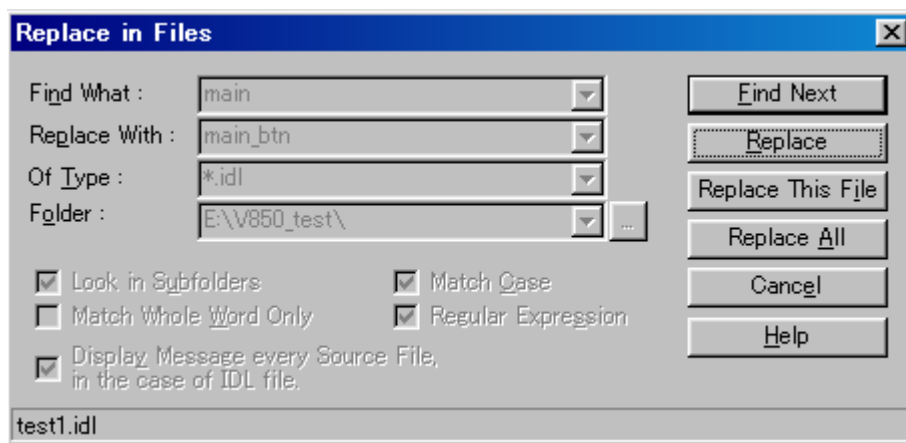 Replace in Files
Find What :
main
Find Next
Replace With :
main_btn
Replace
Of Type :
*.idl
Replace This File
Folder :
E:\V850_test\
...
Replace All
Look in Subfolders
Match Case
Cancel
Match Whole Word Only
Regular Expression
Help
Display Message every Source File,
in the case of IDL file.
test1.idl